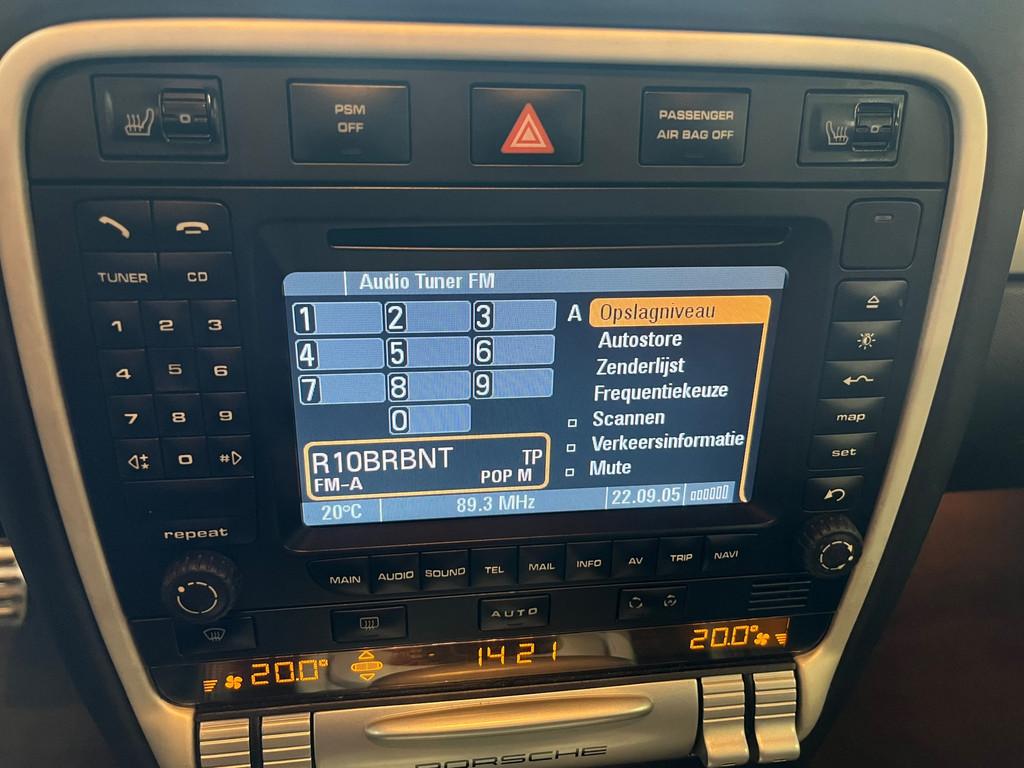 PSM
OFF
PASSENGER
AIR BAG OFF
TUNER
CD
1 2 3
4 5 6
7 8 9
0 #
repeat
Audio Tuner FM
1 2 3
4 5 6
7 8 9
0
R10BRBNT TP
FM-A POP M
A Opslagniveau
Autostore
Zenderlijst
Frequentiekeuze
Scannen
Verkeersinformatie
Mute
20°C 89.3 MHz 22.09.05
map
set
MAIN AUDIO SOUND TEL MAIL INFO AV TRIP NAVI
AUTO
20.0° 14 21 20.0°
PORSCHE